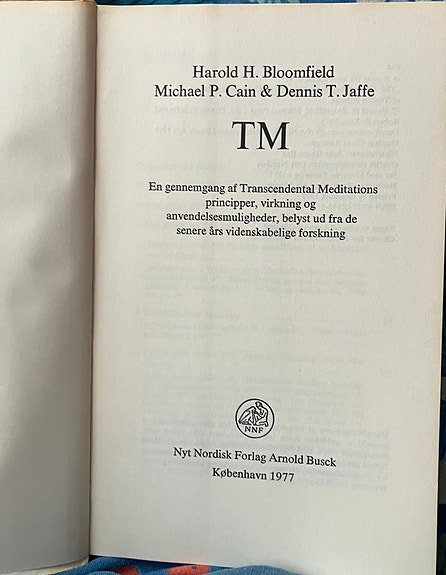 Harold H. Bloomfield
Michael P. Cain & Dennis T. Jaffe
TM
En gennemgang af Transcendental Meditations
principper, virkning og
anvendelsesmuligheder, belyst ud fra de
senere års videnskabelige forskning
NNF
Nyt Nordisk Forlag Arnold Busck
København 1977